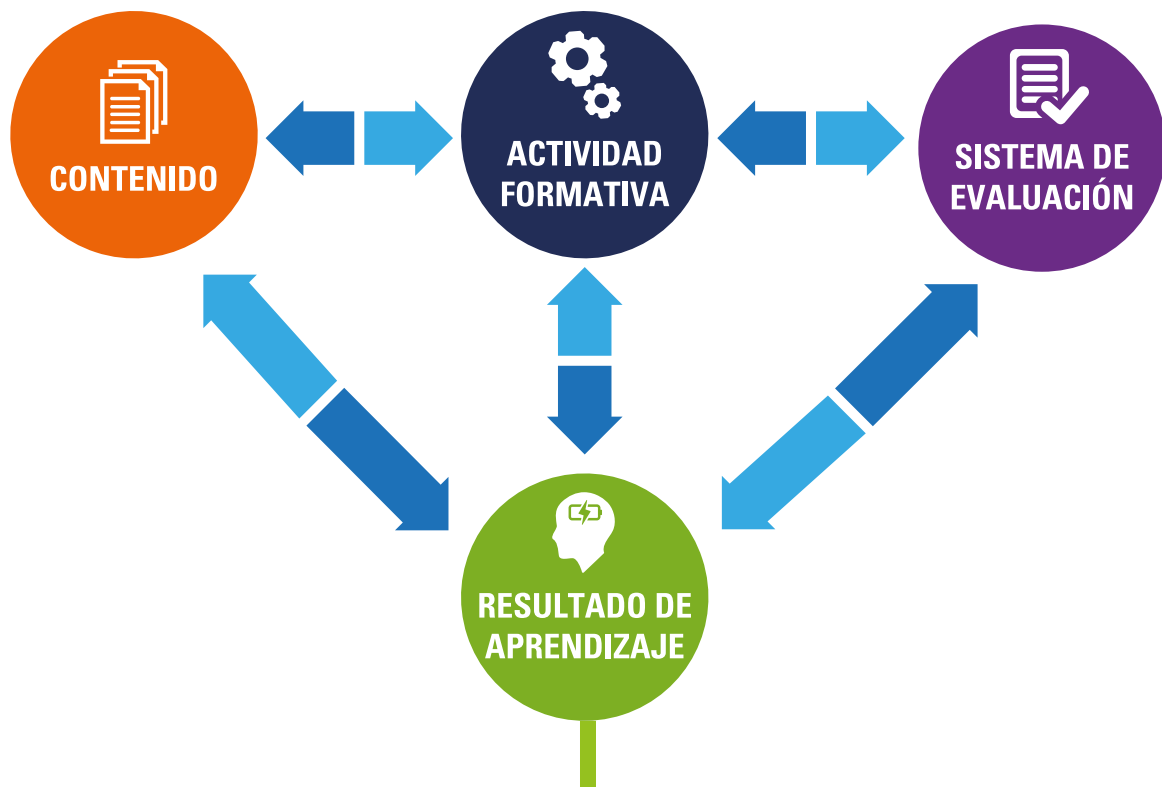 CONTENIDO
ACTIVIDAD
FORMATIVA
SISTEMA DE
EVALUACIÓN
RESULTADO DE
APRENDIZAJE